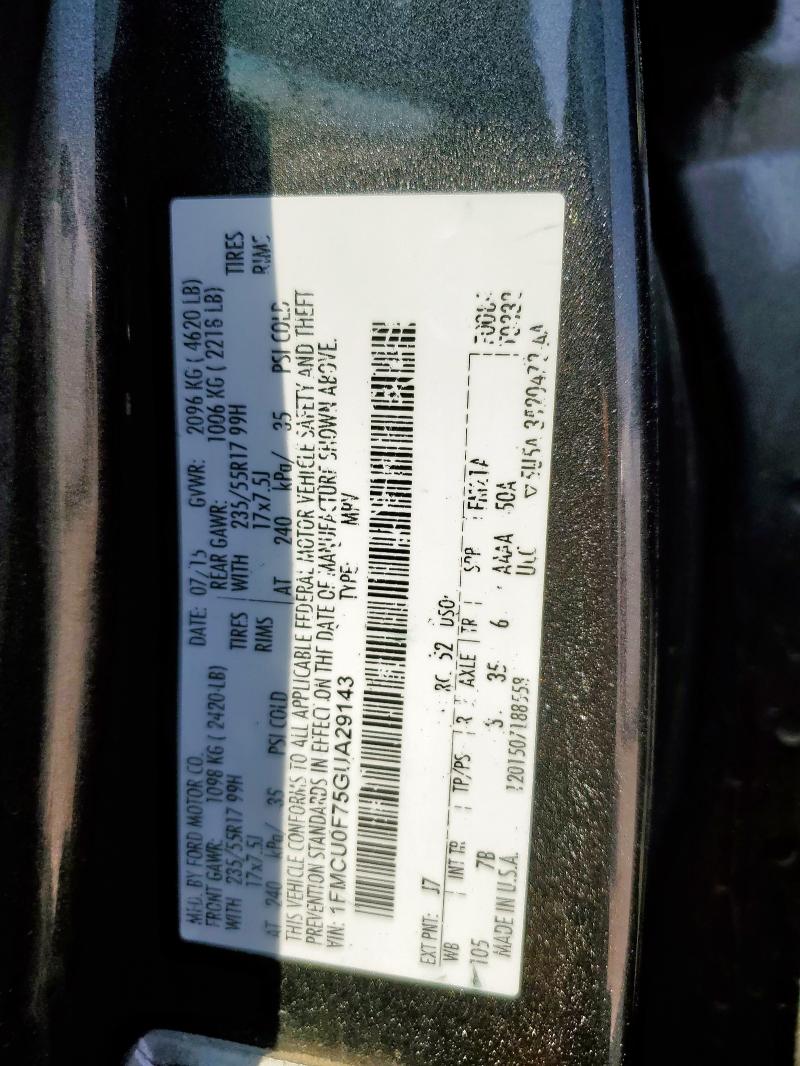 MFD. BY FORD MOTOR CO. DATE: 07/15 GVWR: 2096 KG ( 4620 LB)
FRONT GAWR: 1098 KG ( 2420 LB) REAR GAWR: 1006 KG ( 2216 LB)
WITH 235/55R17 99H TIRES WITH 235/55R17 99H TIRES
17x7.5J RIMS 17x7.5J RIMS
AT 240 kPa/ 35 PSI COLD AT 240 kPa/ 35 PSI COLD
THIS VEHICLE CONFORMS TO ALL APPLICABLE FEDERAL MOTOR VEHICLE SAFETY AND THEFT
PREVENTION STANDARDS IN EFFECT ON THE DATE OF MANUFACTURE SHOWN ABOVE.
VIN: 1FMCU0F75GUA29143 TYPE: MPV
EXT PNT: J7 RC: 52 DSO:
WB INT TR TP/PS R AXLE TR SPR
105 7B 35 6 AAAA 50A
MADE IN U.S.A. ULC